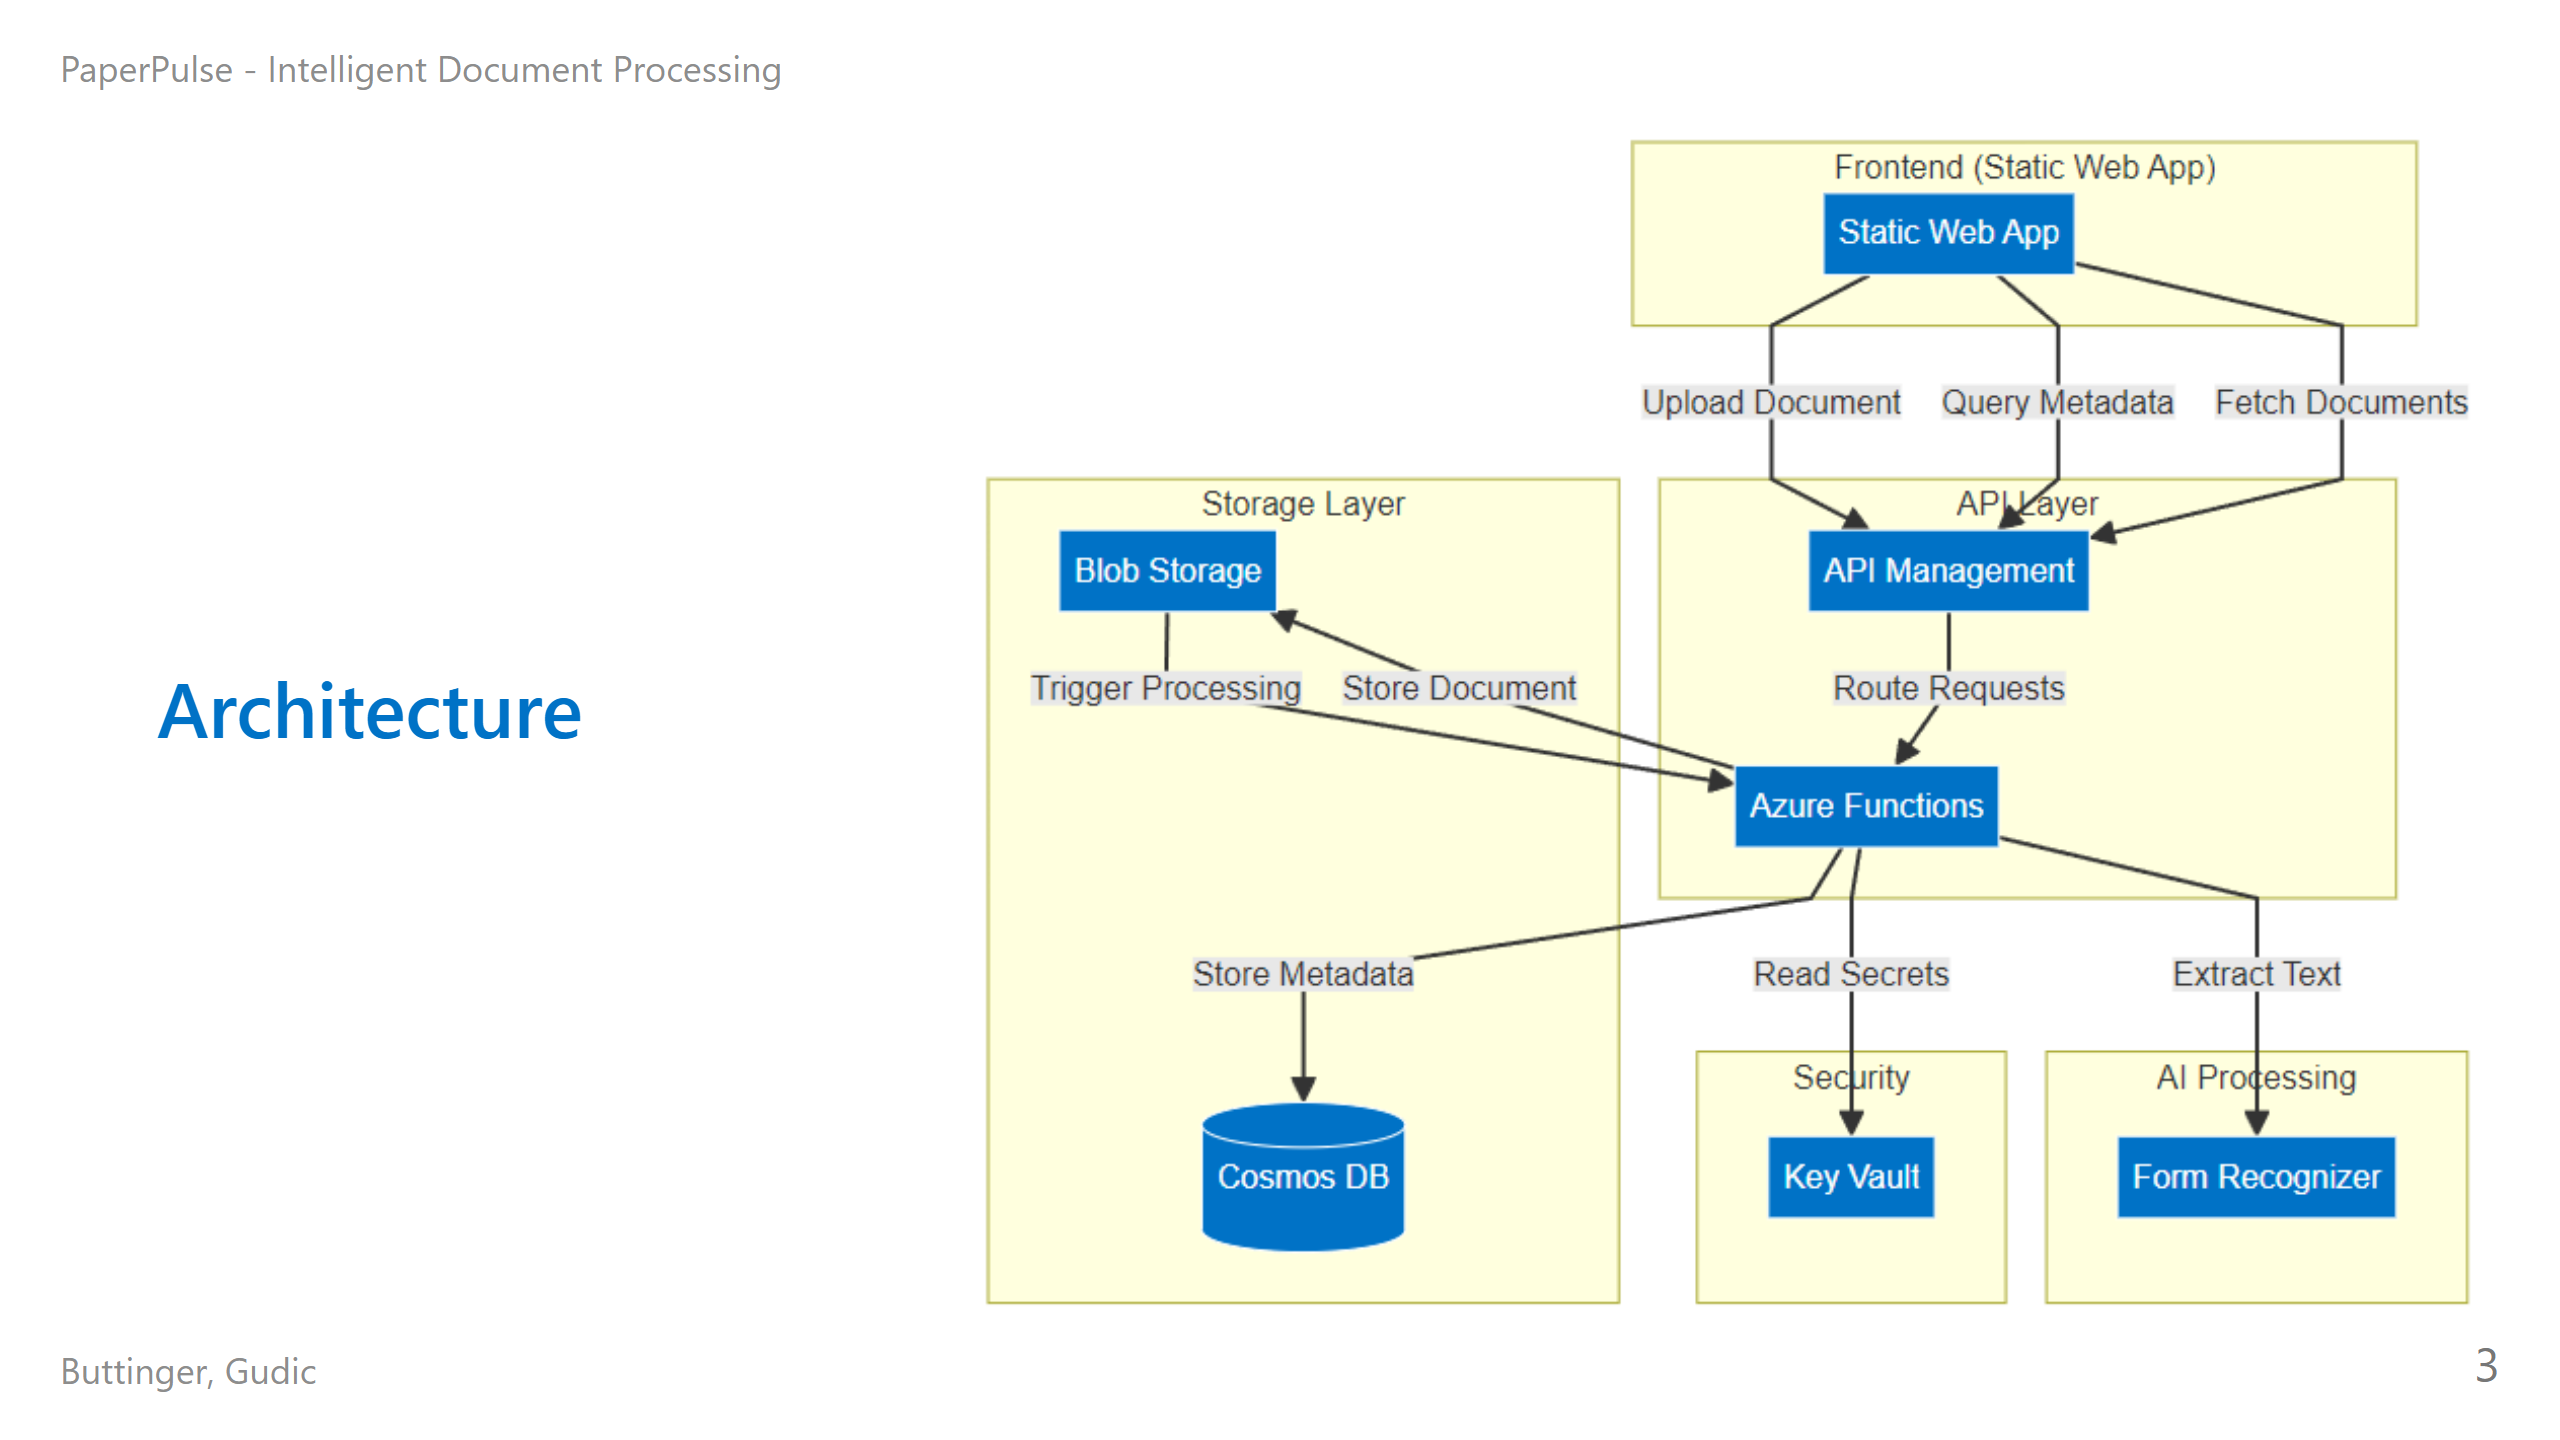 PaperPulse - Intelligent Document Processing
Architecture
Frontend (Static Web App)
Static Web App
Upload Document
Query Metadata
Fetch Documents
Storage Layer
API Layer
Blob Storage
API Management
Trigger Processing
Store Document
Route Requests
Azure Functions
Store Metadata
Read Secrets
Extract Text
Security
AI Processing
Cosmos DB
Key Vault
Form Recognizer
Buttinger, Gudic
3